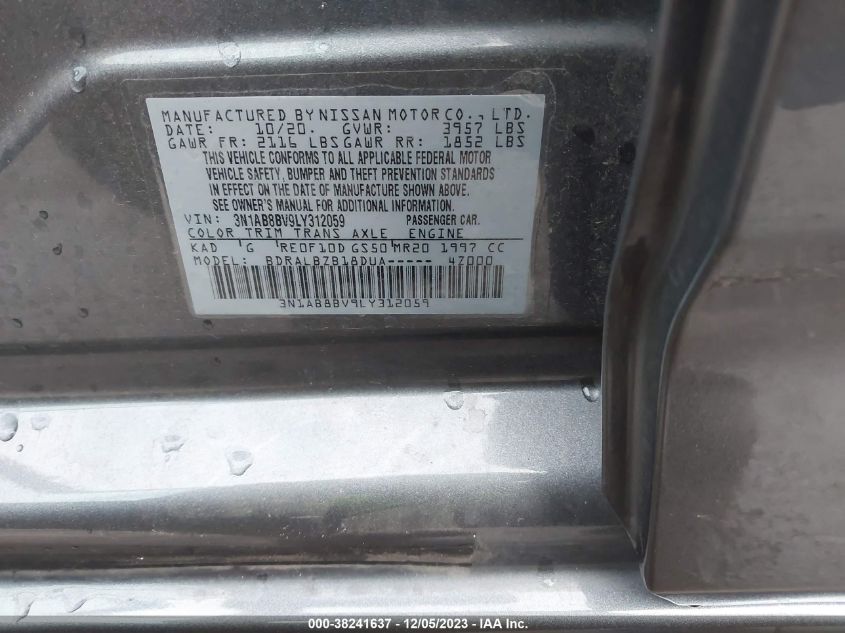 MANUFACTURED BY NISSAN MOTOR CO., LTD.
DATE: 10/20. GVWR: 3957 LBS
GAWR FR: 2116 LBS GAWR RR: 1852 LBS
THIS VEHICLE CONFORMS TO ALL APPLICABLE FEDERAL MOTOR
VEHICLE SAFETY, BUMPER AND THEFT PREVENTION STANDARDS
IN EFFECT ON THE DATE OF MANUFACTURE SHOWN ABOVE.
SEE OWNER'S MANUAL FOR ADDITIONAL INFORMATION.
VIN: 3N1AB8BV9LY312059 PASSENGER CAR.
COLOR TRIM TRANS AXLE ENGINE
KAD G RE0F10D GS50 MR20 1997 CC
MODEL: BDRALBZB18DUA----- 4Z000
3N1AB8BV9LY312059
000-38241637 - 12/05/2023 - IAA Inc.